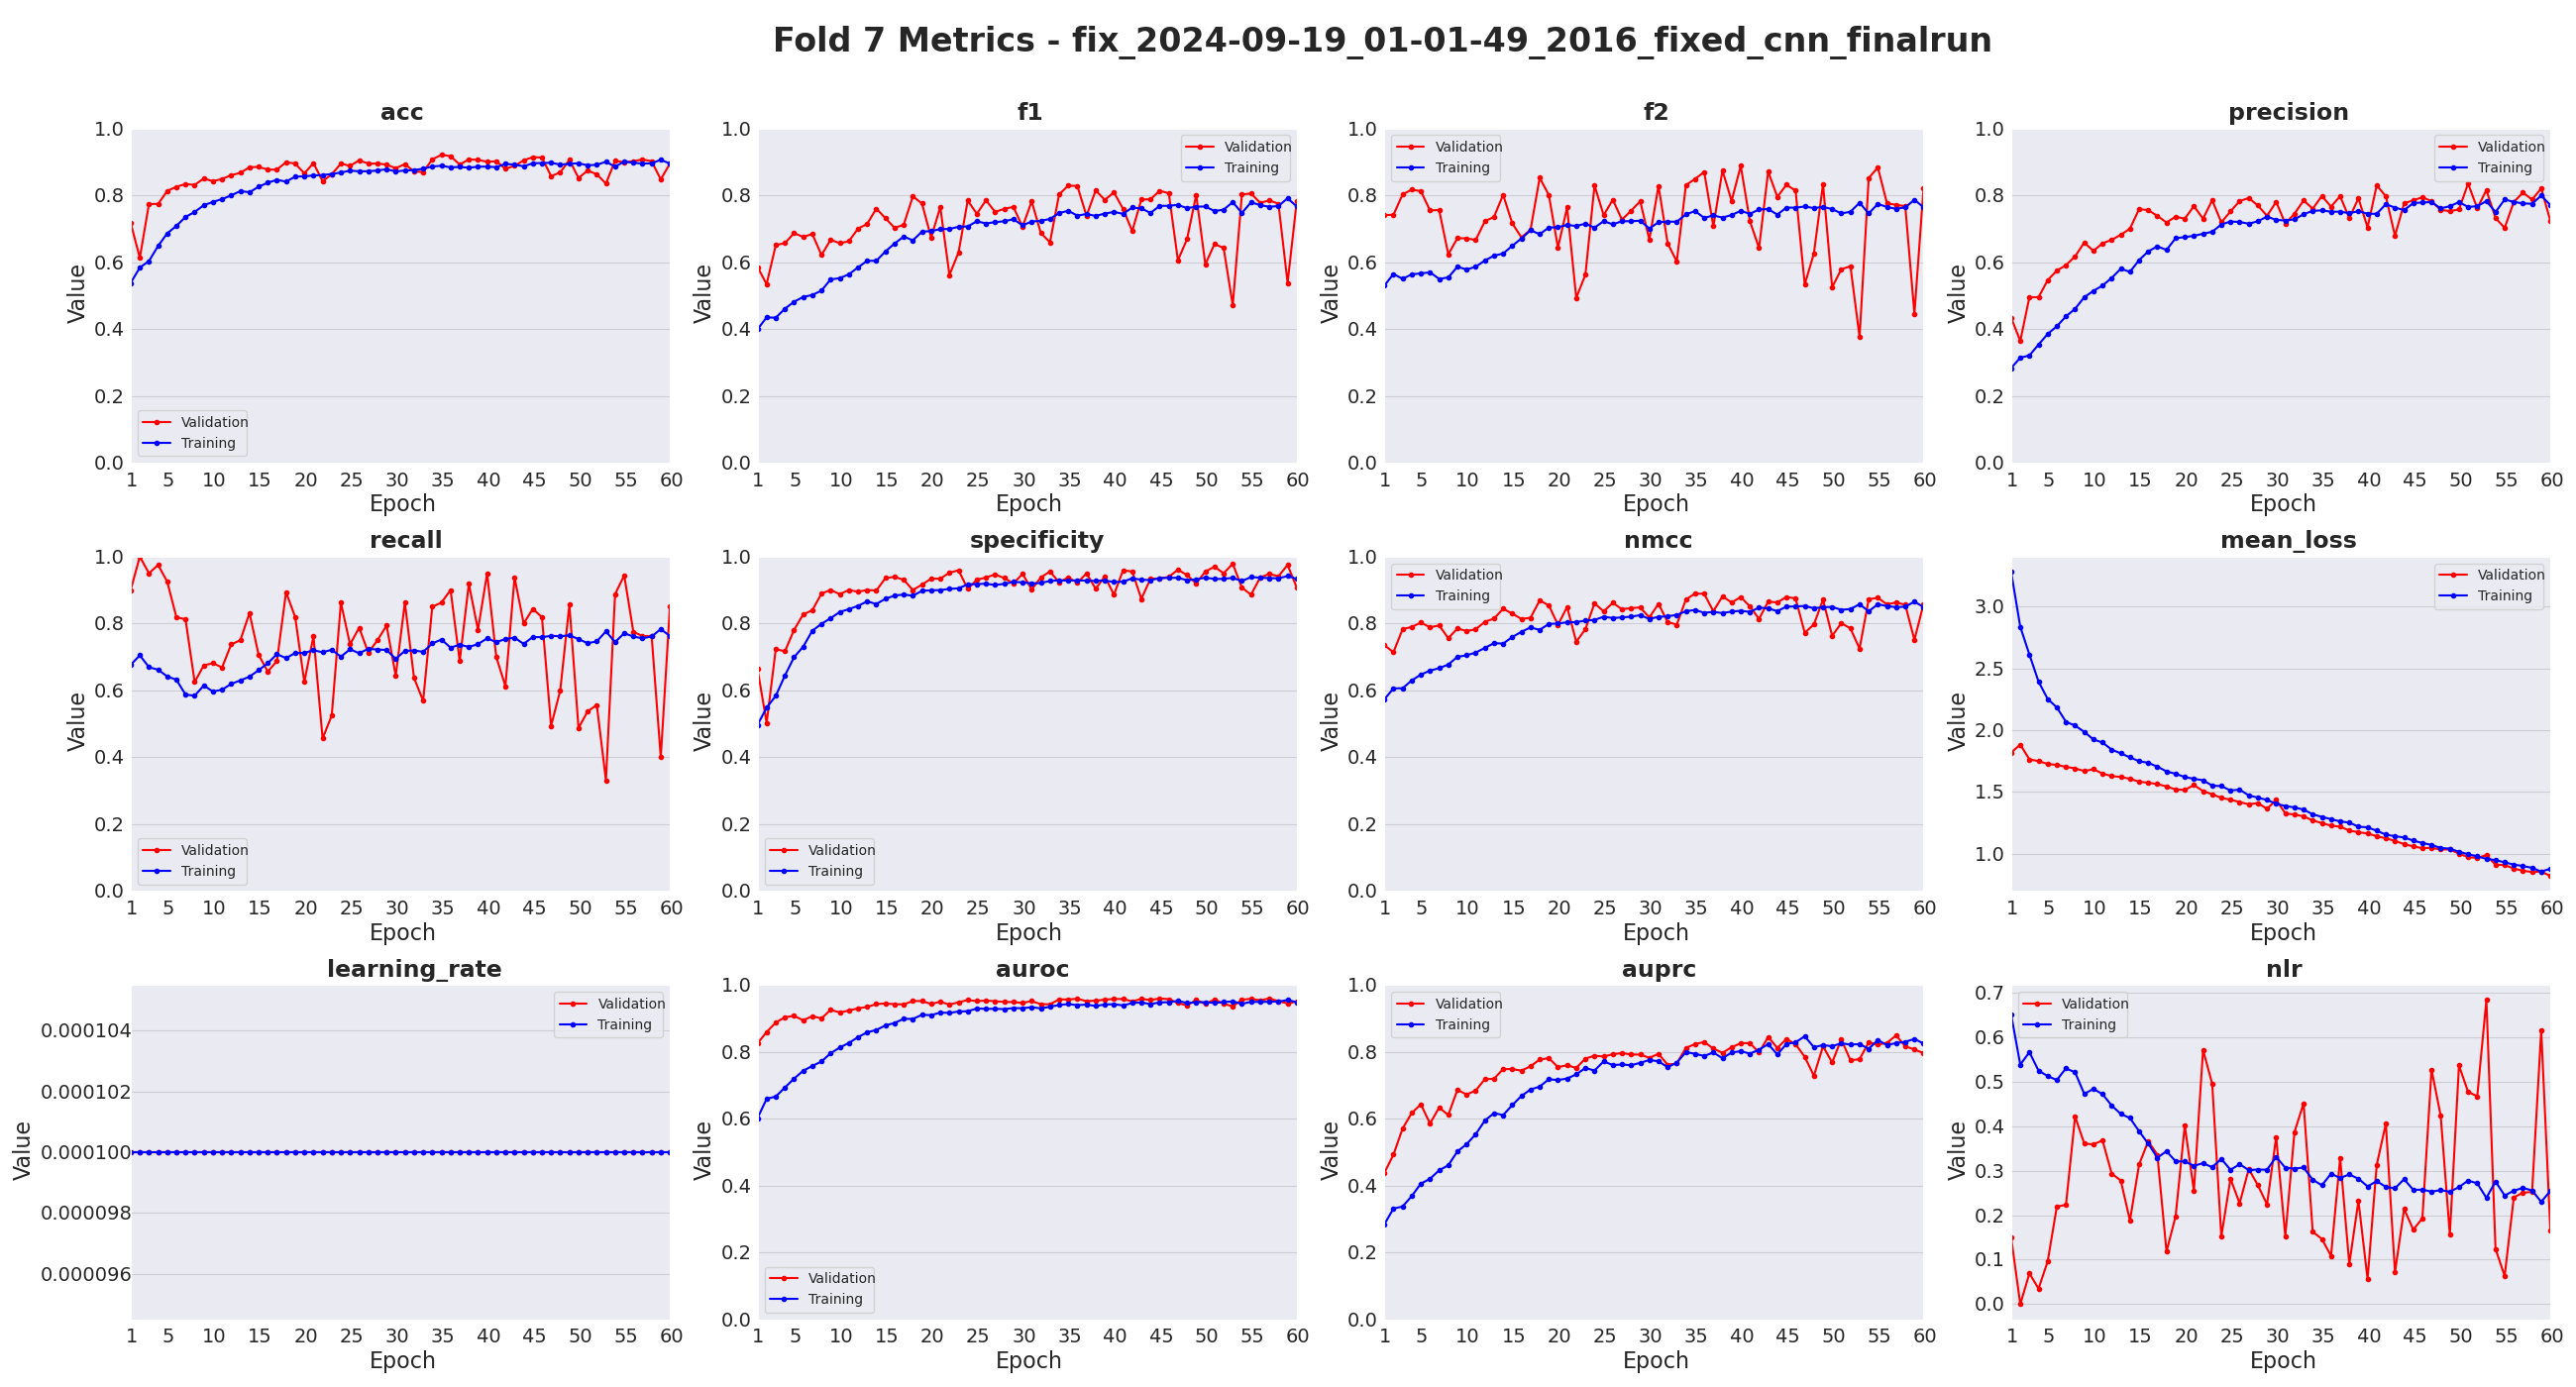 Fold 7 Metrics - fix_2024-09-19_01-01-49_2016_fixed_cnn_finalrun
acc
Value
1.0
0.8
0.6
0.4
0.2
0.0
Validation
Training
1 5 10 15 20 25 30 35 40 45 50 55 60
Epoch
f1
Value
1.0
0.8
0.6
0.4
0.2
0.0
Validation
Training
1 5 10 15 20 25 30 35 40 45 50 55 60
Epoch
f2
Value
1.0
0.8
0.6
0.4
0.2
0.0
Validation
Training
1 5 10 15 20 25 30 35 40 45 50 55 60
Epoch
precision
Value
1.0
0.8
0.6
0.4
0.2
0.0
Validation
Training
1 5 10 15 20 25 30 35 40 45 50 55 60
Epoch
recall
Value
1.0
0.8
0.6
0.4
0.2
0.0
Validation
Training
1 5 10 15 20 25 30 35 40 45 50 55 60
Epoch
specificity
Value
1.0
0.8
0.6
0.4
0.2
0.0
Validation
Training
1 5 10 15 20 25 30 35 40 45 50 55 60
Epoch
nmcc
Value
1.0
0.8
0.6
0.4
0.2
0.0
Validation
Training
1 5 10 15 20 25 30 35 40 45 50 55 60
Epoch
mean_loss
Value
3.0
2.5
2.0
1.5
1.0
Validation
Training
1 5 10 15 20 25 30 35 40 45 50 55 60
Epoch
learning_rate
Value
0.000104
0.000102
0.000100
0.000098
0.000096
Validation
Training
1 5 10 15 20 25 30 35 40 45 50 55 60
Epoch
auroc
Value
1.0
0.8
0.6
0.4
0.2
0.0
Validation
Training
1 5 10 15 20 25 30 35 40 45 50 55 60
Epoch
auprc
Value
1.0
0.8
0.6
0.4
0.2
0.0
Validation
Training
1 5 10 15 20 25 30 35 40 45 50 55 60
Epoch
nlr
Value
0.7
0.6
0.5
0.4
0.3
0.2
0.1
0.0
Validation
Training
1 5 10 15 20 25 30 35 40 45 50 55 60
Epoch